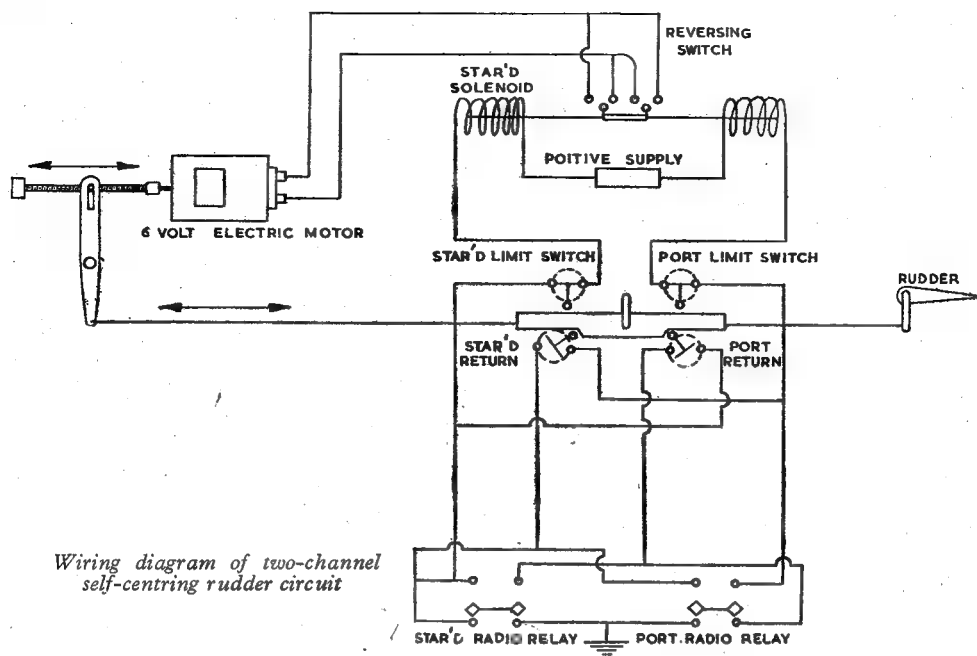 REVERSING
SWITCH
STAR'D
SOLENOID
POITIVE SUPPLY
6 VOLT ELECTRIC MOTOR
STAR'D LIMIT SWITCH
PORT LIMIT SWITCH
RUDDER
STAR'D
RETURN
PORT
RETURN
Wiring diagram of two-channel
self-centring rudder circuit
STAR'D RADIO RELAY
PORT RADIO RELAY